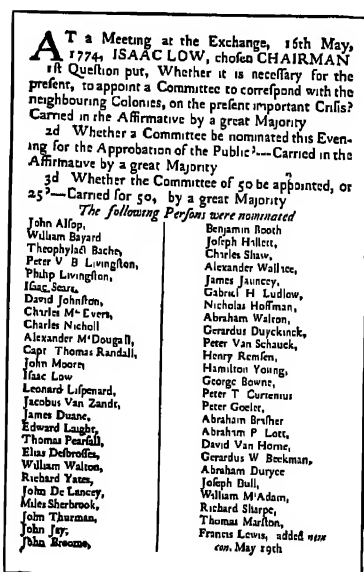 AT a Meeting at the Exchange, 16th May,
1774, ISAAC LOW, choſen CHAIRMAN
1ſt Queſtion put, Whether it is neceſſary for the
preſent, to appoint a Committee to correſpond with the
neighbouring Colonies, on the preſent important Criſis?
Carried in the Affirmative by a great Majority
2d Whether a Committee be nominated this Even-
ing for the Approbation of the Public?—Carried in the
Affirmative by a great Majority
3d Whether the Committee of 50 be appointed, or
25?—Carried for 50, by a great Majority
The following Perſons were nominated
John Alſop,
William Bayard
Theophylact Bache,
Peter V B Livingſton,
Philip Livingſton,
Iſaac Sears,
David Johnſton,
Charles McEvers,
Charles Nicholl
Alexander M'Dougall,
Capt Thomas Randall,
John Moore,
Iſaac Low
Leonard Liſpenard,
Jacobus Van Zandt,
James Duane,
Edward Laight,
Thomas Pearſall,
Elias Deſbroſſes,
William Walton,
Richard Yates,
John De Lancey,
Miles Sherbrook,
John Thurman,
John Jay,
John Broome,
Benjamin Booth
Joſeph Hallett,
Charles Shaw,
Alexander Wallace,
James Jauncey,
Gabriel H Ludlow,
Nicholas Hoffman,
Abraham Walton,
Gerardus Duyckinck,
Peter Van Schauck,
Henry Remſen,
Hamilton Young,
George Bowne,
Peter T Curtenius
Peter Goelet,
Abraham Braſher
Abraham P Lott,
David Van Horne,
Gerardus W Beekman,
Abraham Duryee
Joſeph Bull,
William M'Adam,
Richard Sharpe,
Thomas Marſton,
Francis Lewis, added nem
con. May 19th